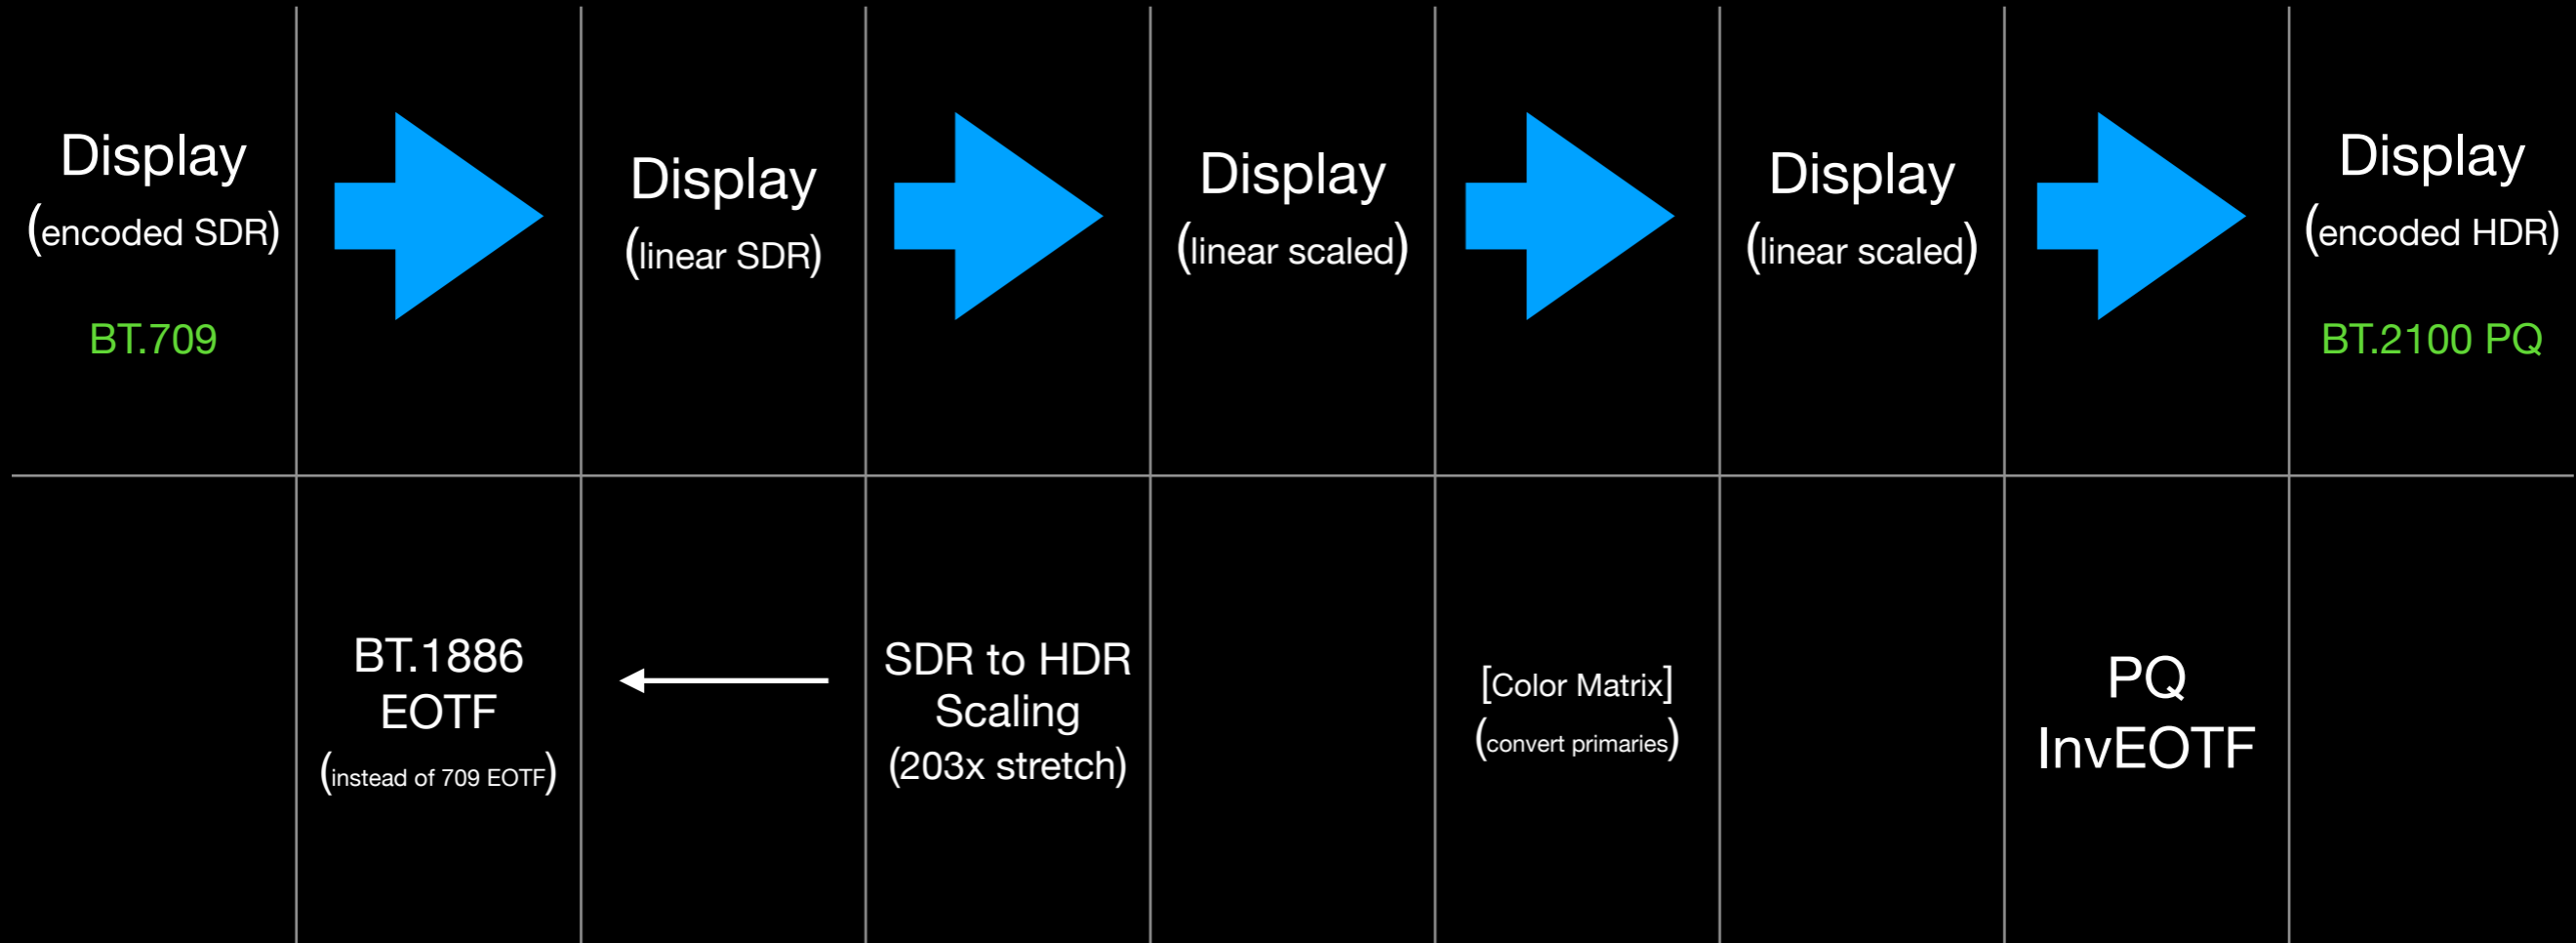 Display
(encoded SDR)
BT.709
Display
(linear SDR)
Display
(linear scaled)
Display
(linear scaled)
Display
(encoded HDR)
BT.2100 PQ
BT.1886
EOTF
(instead of 709 EOTF)
SDR to HDR
Scaling
(203x stretch)
[Color Matrix]
(convert primaries)
PQ
InvEOTF